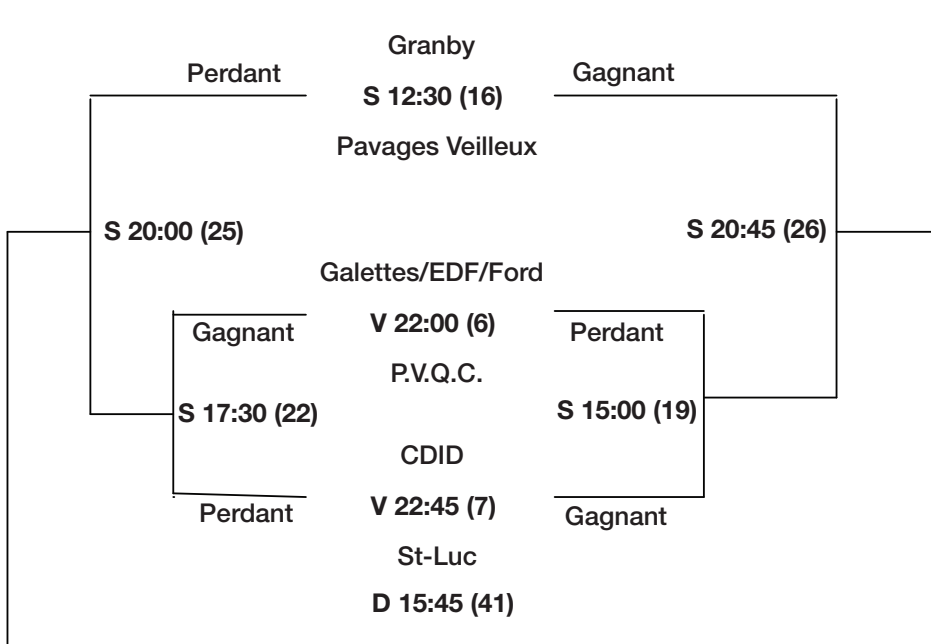 Granby
Perdant
Gagnant
S 12:30 (16)
Pavages Veilleux
S 20:00 (25)
S 20:45 (26)
Galettes/EDF/Ford
V 22:00 (6)
Gagnant
Perdant
P.V.Q.C.
S 17:30 (22)
S 15:00 (19)
CDID
V 22:45 (7)
Perdant
Gagnant
St-Luc
D 15:45 (41)